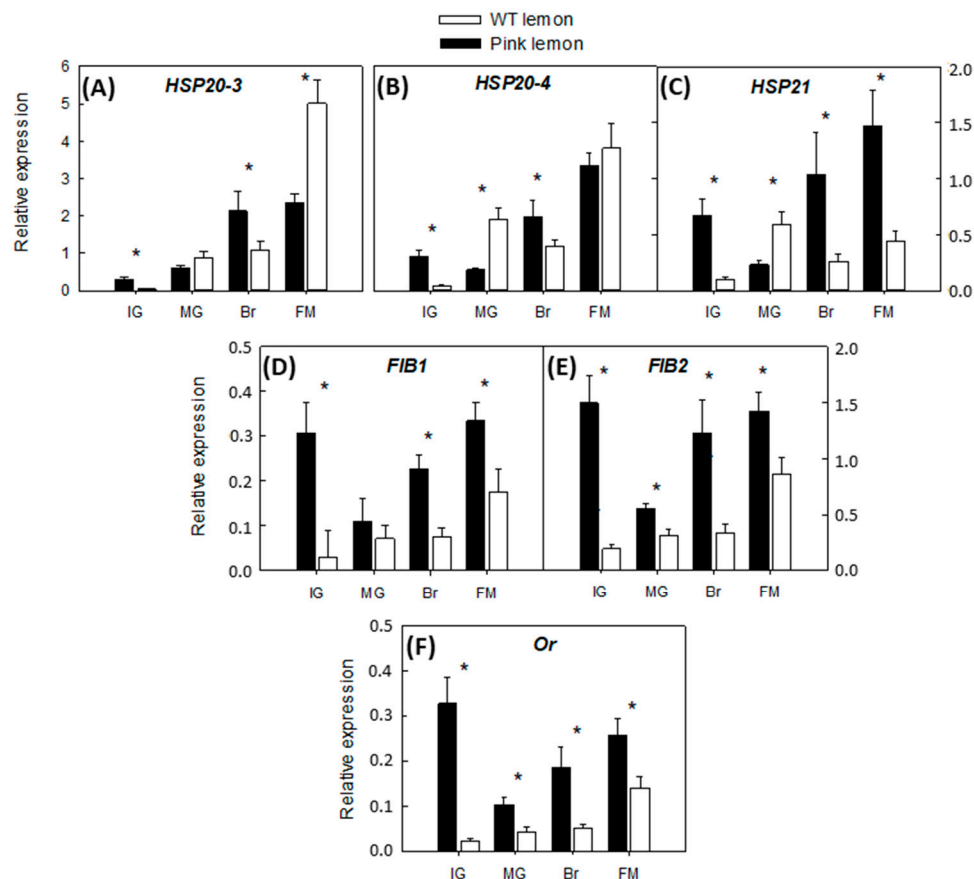 WT lemon
Pink lemon
(A) HSP20-3 *
(B) HSP20-4
(C) HSP21 *
Relative expression
6
5
4
3
2
1
0
2.0
1.5
1.0
0.5
0.0
* *
* * *
* * *
IG MG Br FM
IG MG Br FM
IG MG Br FM
(D) FIB1
(E) FIB2
Relative expression
0.5
0.4
0.3
0.2
0.1
0.0
2.0
1.5
1.0
0.5
0.0
* * *
* * * *
IG MG Br FM
IG MG Br FM
(F) Or
Relative expression
0.5
0.4
0.3
0.2
0.1
0.0
* * * *
IG MG Br FM